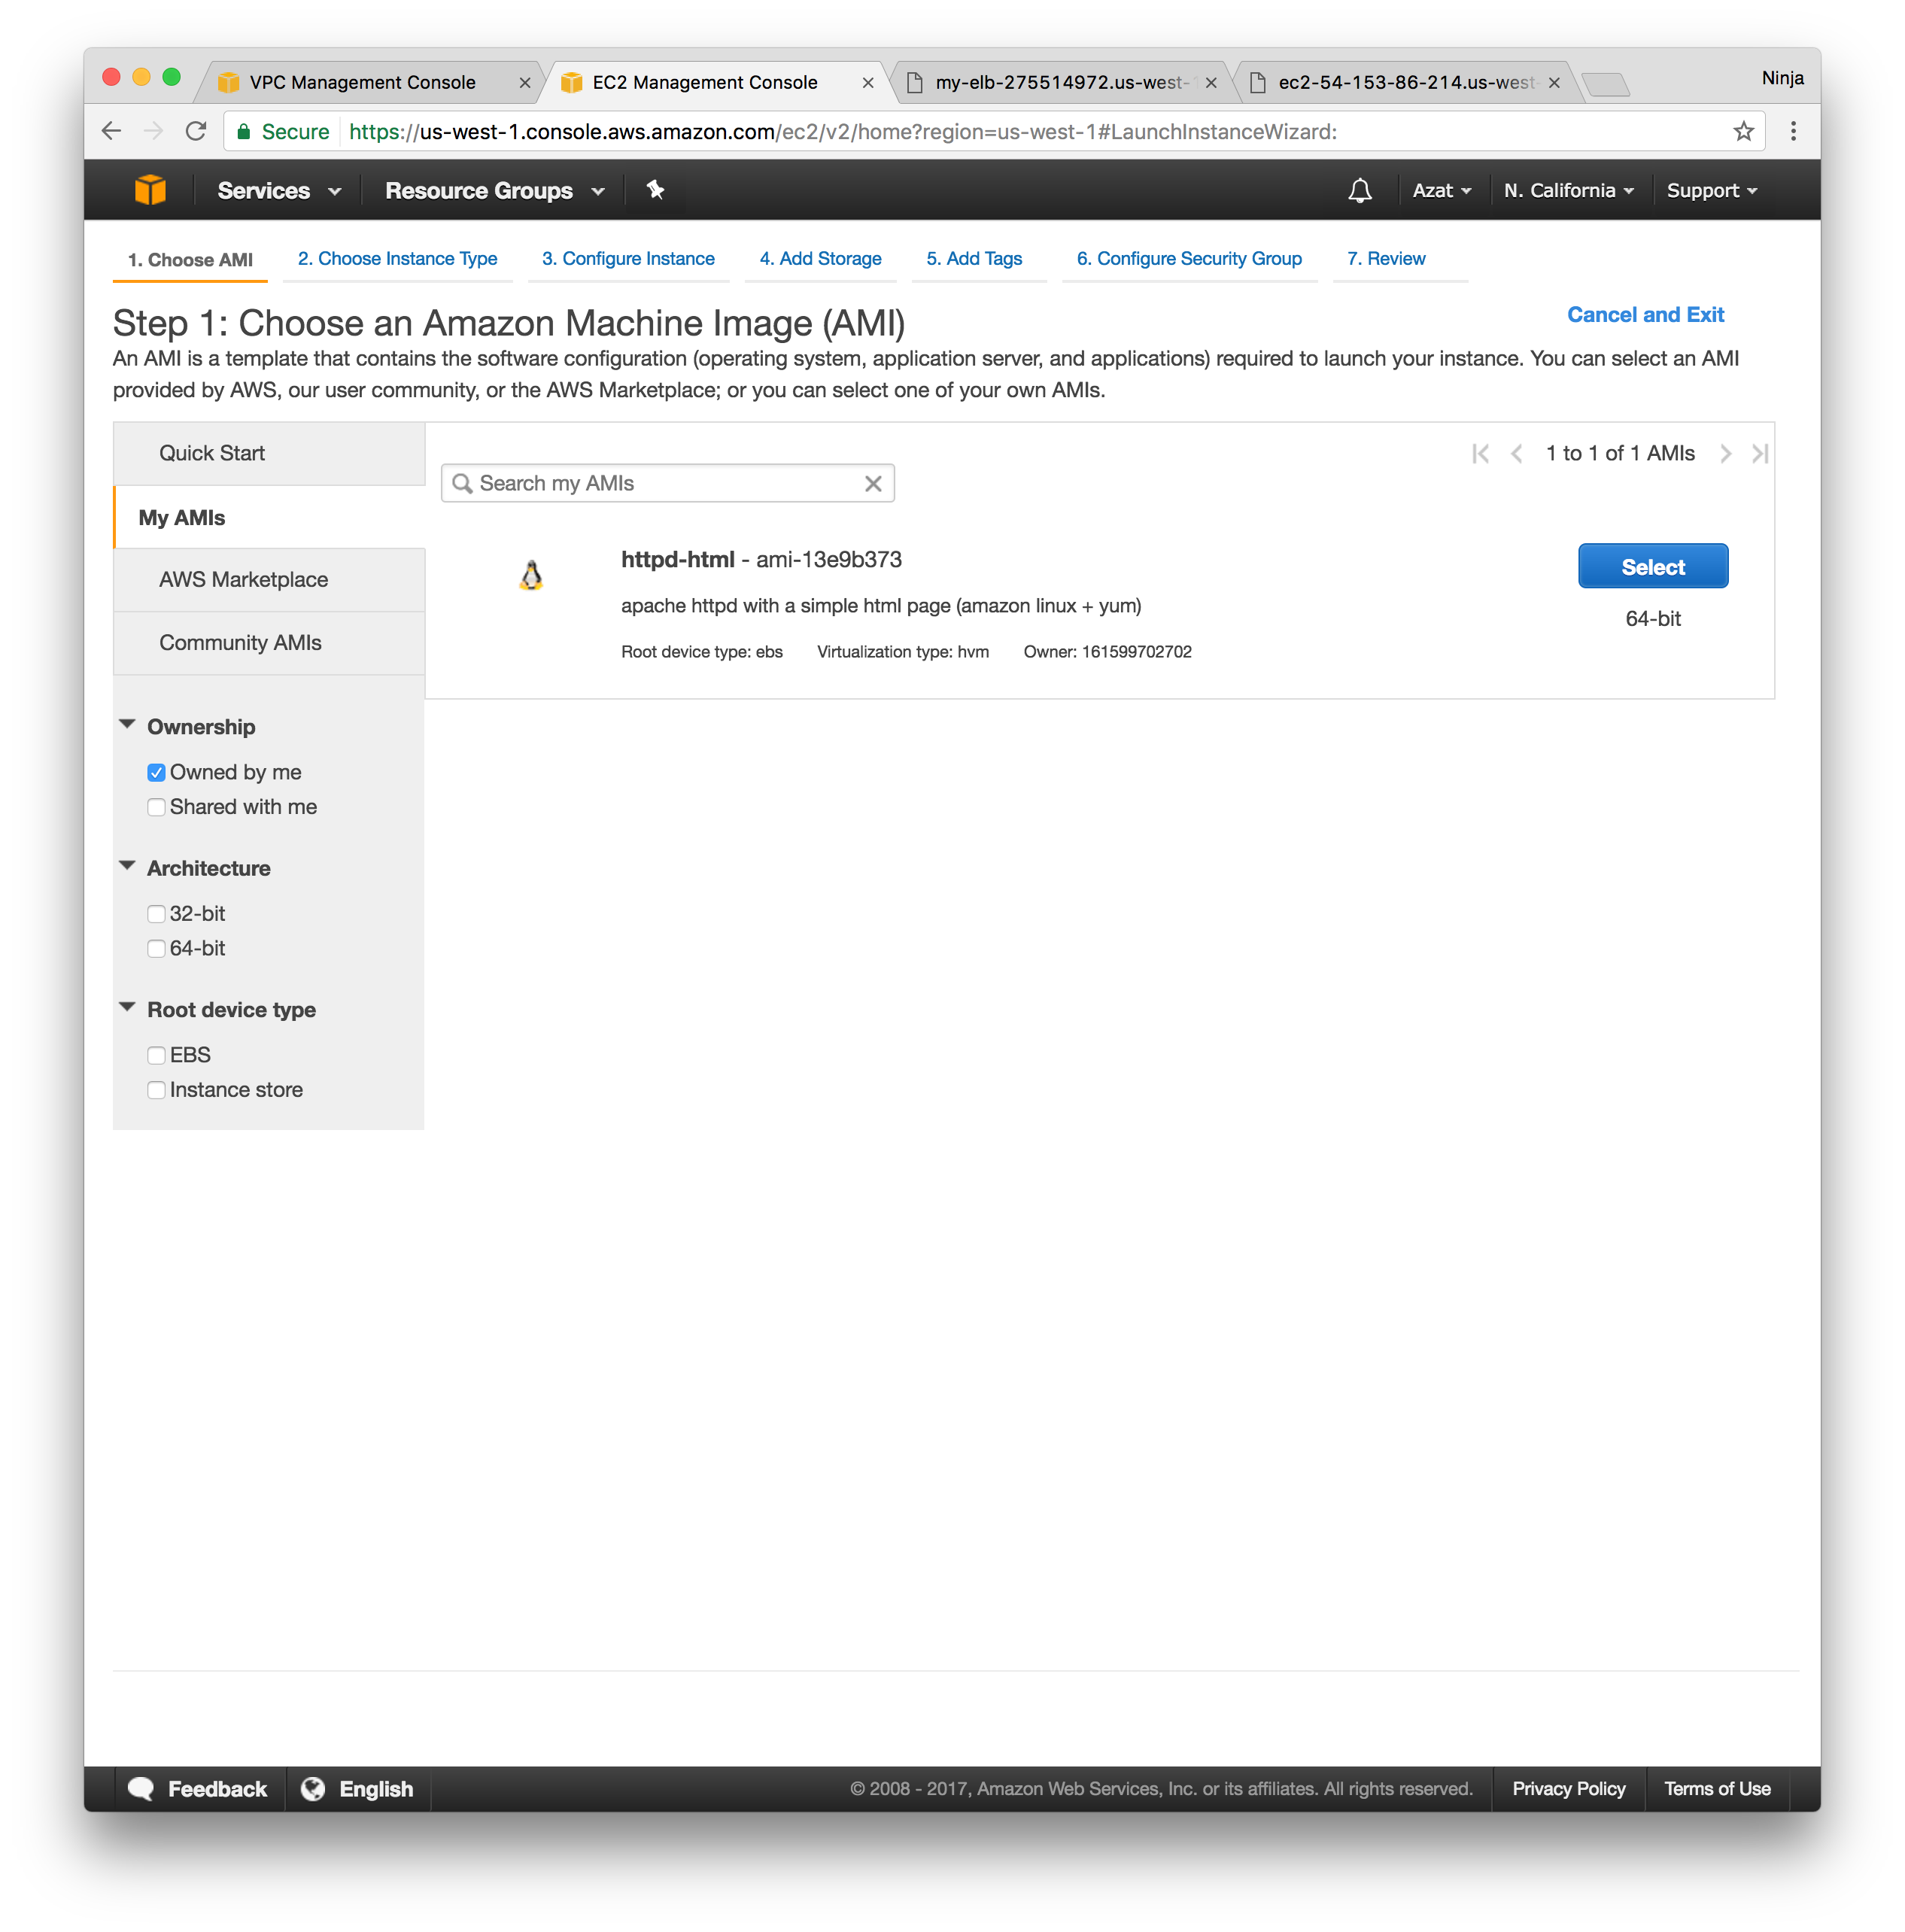 VPC Management Console
EC2 Management Console
my-elb-275514972.us-west-
ec2-54-153-86-214.us-west-
Ninja
Secure
https://us-west-1.console.aws.amazon.com/ec2/v2/home?region=us-west-1#LaunchInstanceWizard:
Services
Resource Groups
Azat
N. California
Support
1. Choose AMI
2. Choose Instance Type
3. Configure Instance
4. Add Storage
5. Add Tags
6. Configure Security Group
7. Review
Step 1: Choose an Amazon Machine Image (AMI)
Cancel and Exit
An AMI is a template that contains the software configuration (operating system, application server, and applications) required to launch your instance. You can select an AMI
provided by AWS, our user community, or the AWS Marketplace; or you can select one of your own AMIs.
Quick Start
My AMIs
AWS Marketplace
Community AMIs
Ownership
Owned by me
Shared with me
Architecture
32-bit
64-bit
Root device type
EBS
Instance store
1 to 1 of 1 AMIs
Search my AMIs
httpd-html - ami-13e9b373
apache httpd with a simple html page (amazon linux + yum)
Root device type: ebs
Virtualization type: hvm
Owner: 161599702702
Select
64-bit
Feedback
English
© 2008 - 2017, Amazon Web Services, Inc. or its affiliates. All rights reserved.
Privacy Policy
Terms of Use